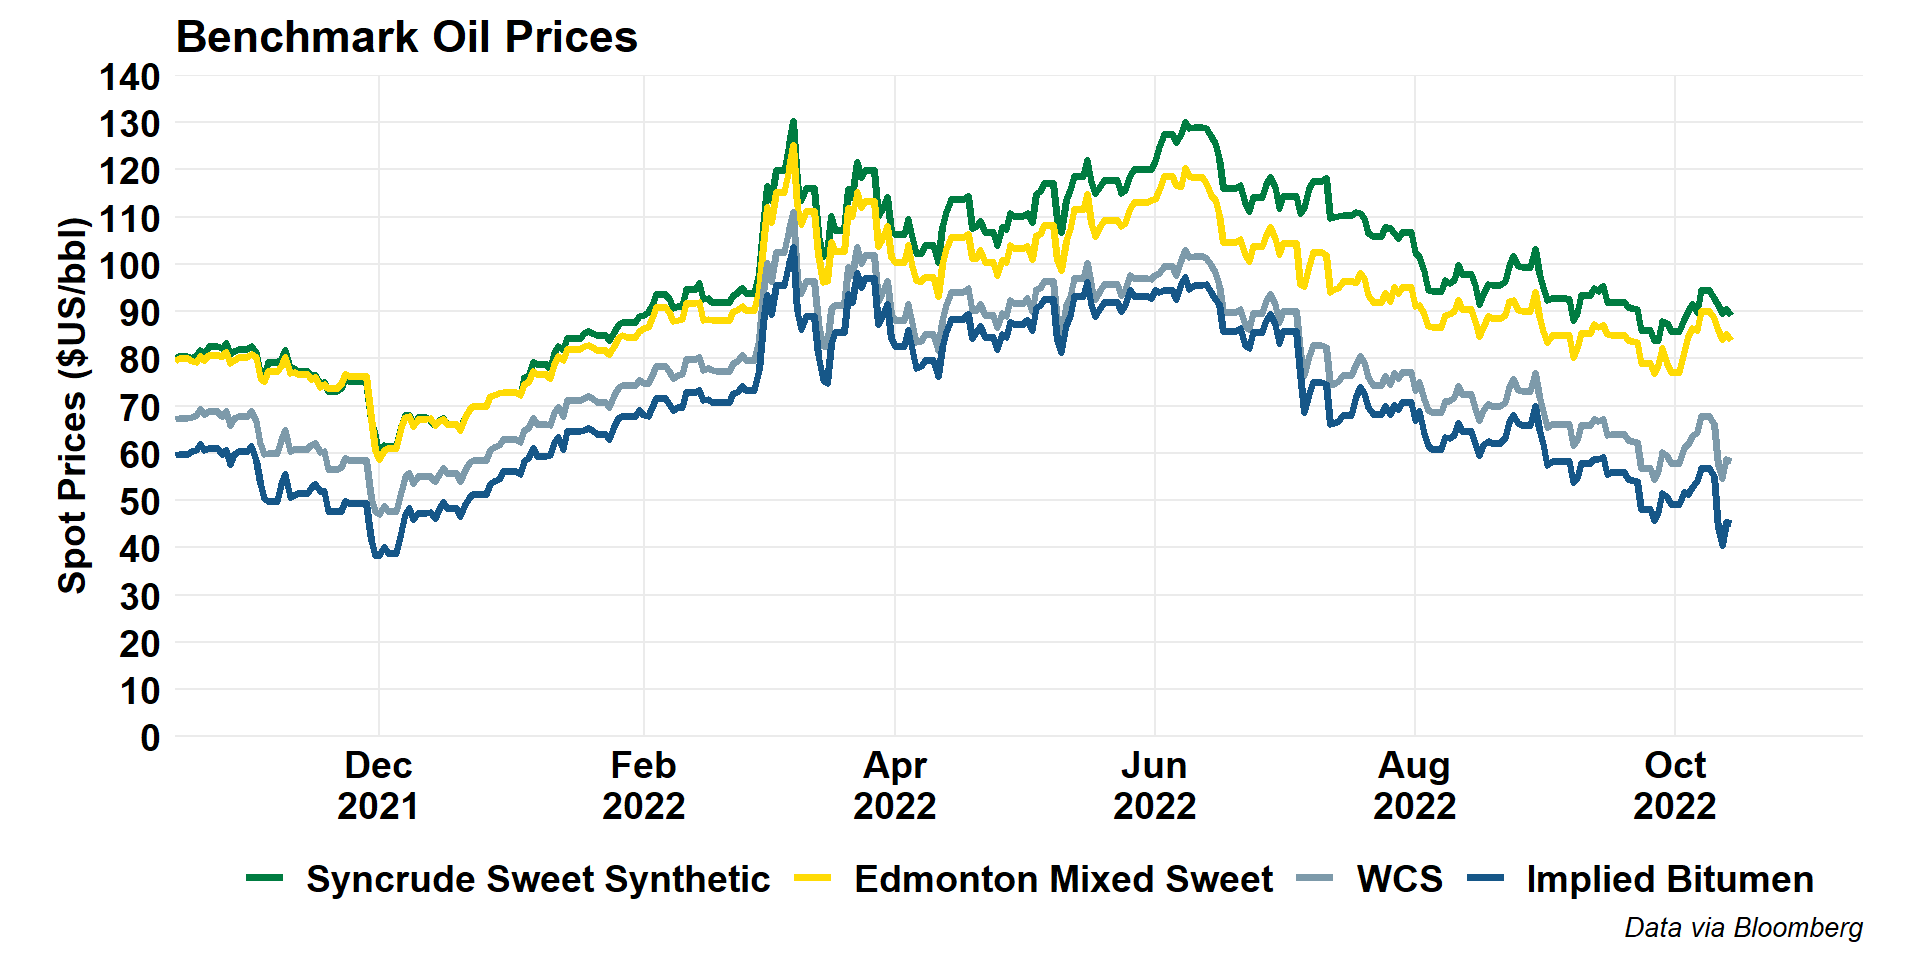 Benchmark Oil Prices
Spot Prices ($US/bbl)
140
130
120
110
100
90
80
70
60
50
40
30
20
10
0
Dec Feb Apr Jun Aug Oct
2021 2022 2022 2022 2022 2022
Syncrude Sweet Synthetic Edmonton Mixed Sweet WCS Implied Bitumen
Data via Bloomberg